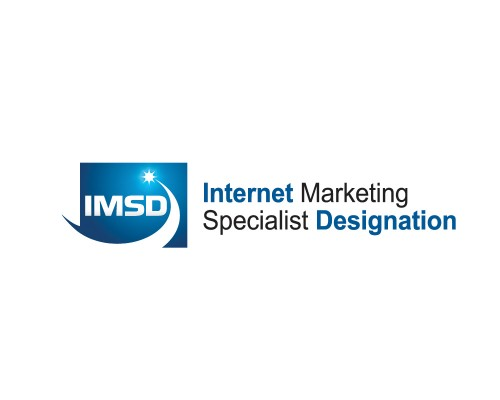 IMSD
Internet Marketing
Specialist Designation